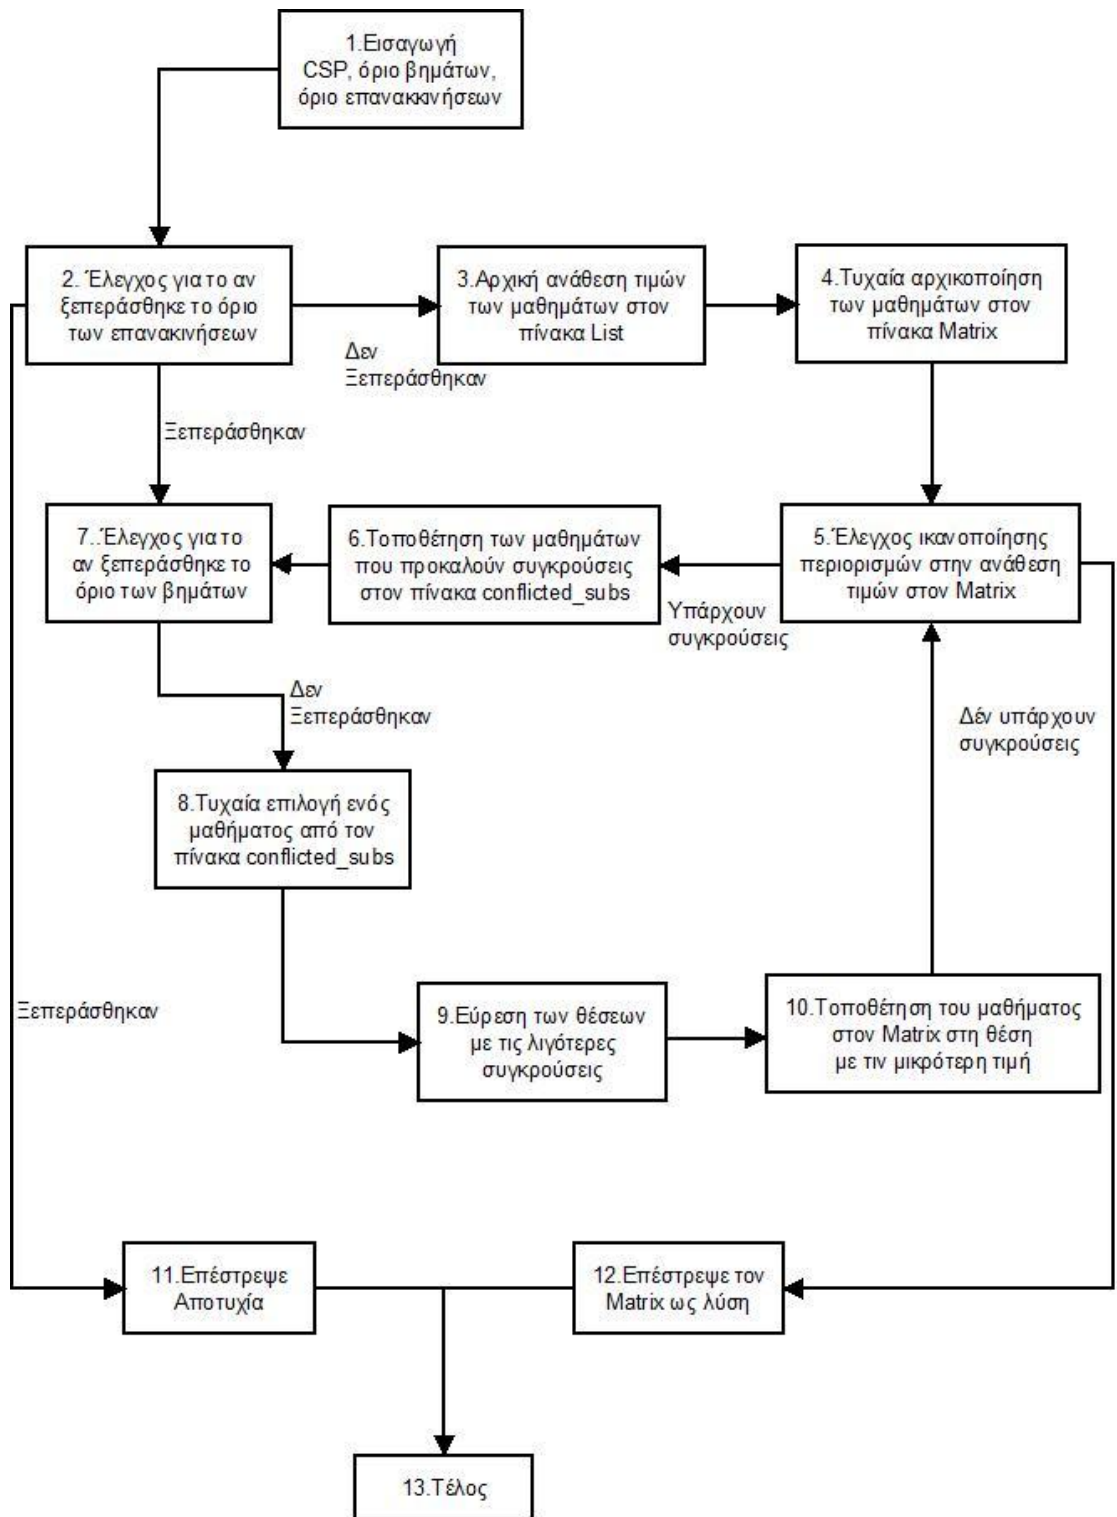 1.Εισαγωγή
CSP, όριο βημάτων,
όριο επανακκινήσεων
2. Έλεγχος για το αν
ξεπεράσθηκε το όριο
των επανακινήσεων
3.Αρχική ανάθεση τιμών
των μαθημάτων στον
πίνακα List
4.Τυχαία αρχικοποίηση
των μαθημάτων στον
πίνακα Matrix
Δεν
Ξεπεράσθηκαν
Ξεπεράσθηκαν
7..Έλεγχος για το
αν ξεπεράσθηκε το
όριο των βημάτων
6.Τοποθέτηση των μαθημάτων
που προκαλούν συγκρούσεις
στον πίνακα conflicted_subs
5.Έλεγχος ικανοποίησης
περιορισμών στην ανάθεση
τιμών στον Matrix
Υπάρχουν
συγκρούσεις
Δεν
Ξεπεράσθηκαν
Δέν υπάρχουν
συγκρούσεις
8.Τυχαία επιλογή ενός
μαθήματος από τον
πίνακα conflicted_subs
Ξεπεράσθηκαν
9.Εύρεση των θέσεων
με τις λιγότερες
συγκρούσεις
10.Τοποθέτηση του μαθήματος
στον Matrix στη θέση
με τιν μικρότερη τιμή
11.Επέστρεψε
Αποτυχία
12.Επέστρεψε τον
Matrix ως λύση
13.Τέλος